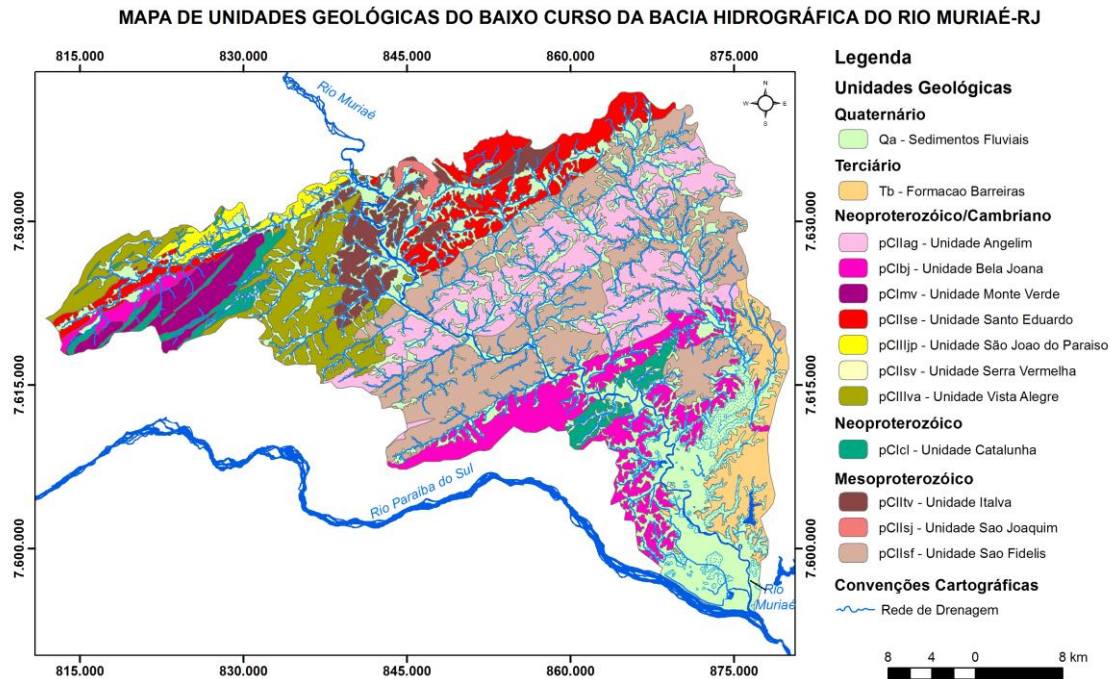 MAPA DE UNIDADES GEOLÓGICAS DO BAIXO CURSO DA BACIA HIDROGRÁFICA DO RIO MURIAÉ-RJ
815.000 830.000 845.000 860.000 875.000
Rio Muriaé
N
W E
S
7.630.000 7.630.000
7.615.000 7.615.000
Rio Paraíba do Sul
7.600.000 7.600.000
Rio
Muriaé
815.000 830.000 845.000 860.000 875.000
Legenda
Unidades Geológicas
Quaternário
Qa - Sedimentos Fluviais
Terciário
Tb - Formacao Barreiras
Neoproterozóico/Cambriano
pCIIag - Unidade Angelim
pCIbj - Unidade Bela Joana
pCImv - Unidade Monte Verde
pCIIse - Unidade Santo Eduardo
pCIIIjp - Unidade São Joao do Paraiso
pCIIsv - Unidade Serra Vermelha
pCIIIva - Unidade Vista Alegre
Neoproterozóico
pCIcl - Unidade Catalunha
Mesoproterozóico
pCIItv - Unidade Italva
pCIIsj - Unidade Sao Joaquim
pCIIsf - Unidade Sao Fidelis
Convenções Cartográficas
Rede de Drenagem
8 4 0 8 km